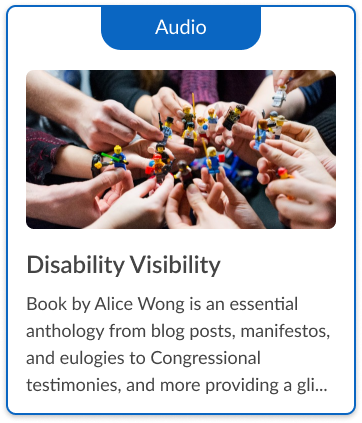 Audio
Disability Visibility
Book by Alice Wong is an essential
anthology from blog posts, manifestos,
and eulogies to Congressional
testimonies, and more providing a gli...